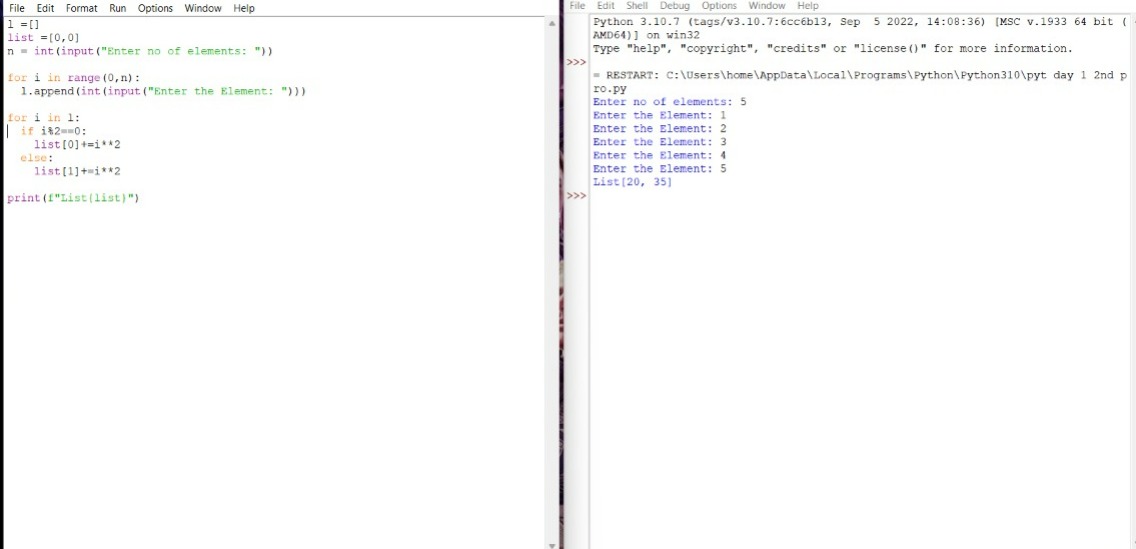 File Edit Format Run Options Window Help
l =[]
list =[0,0]
n = int(input("Enter no of elements: "))
for i in range(0,n):
l.append(int(input("Enter the Element: ")))
for i in l:
if i%2==0:
list[0]+=i**2
else:
list[1]+=i**2
print(f"List{list}")
File Edit Shell Debug Options Window Help
Python 3.10.7 (tags/v3.10.7:6cc6b13, Sep 5 2022, 14:08:36) [MSC v.1933 64 bit (
AMD64)] on win32
Type "help", "copyright", "credits" or "license()" for more information.
>>>
= RESTART: C:\Users\home\AppData\Local\Programs\Python\Python310\pyt day 1 2nd p
ro.py
Enter no of elements: 5
Enter the Element: 1
Enter the Element: 2
Enter the Element: 3
Enter the Element: 4
Enter the Element: 5
List[20, 35]
>>>